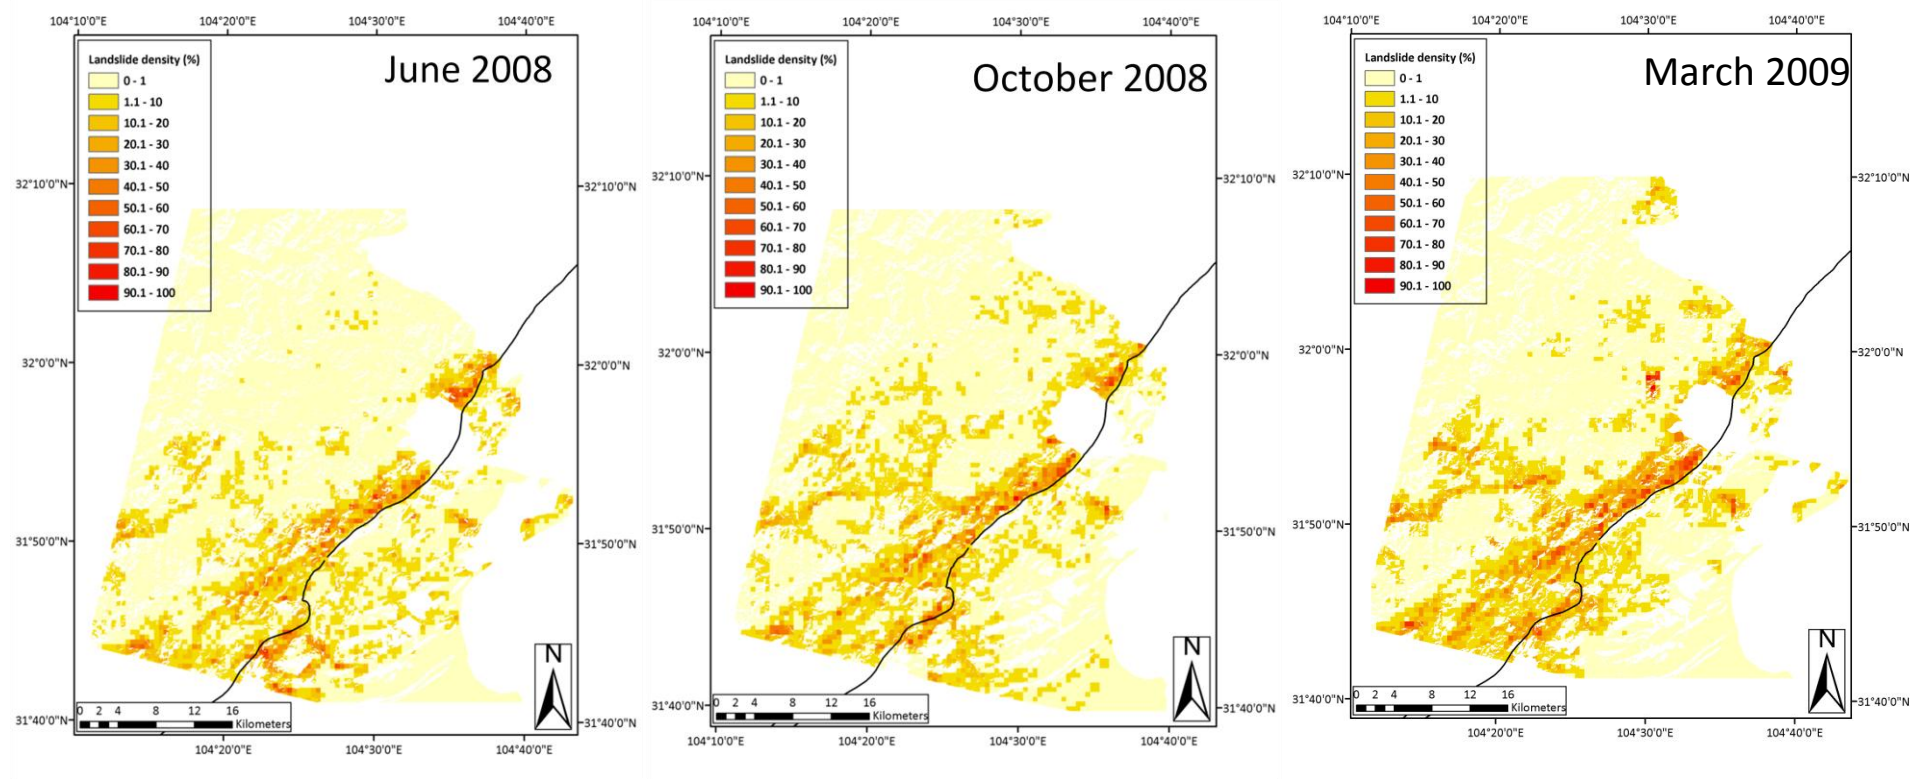 104°10'0"E 104°20'0"E 104°30'0"E 104°40'0"E
Landslide density (%)
0 - 1
1.1 - 10
10.1 - 20
20.1 - 30
30.1 - 40
40.1 - 50
50.1 - 60
60.1 - 70
70.1 - 80
80.1 - 90
90.1 - 100
June 2008
32°10'0"N
32°10'0"N
32°0'0"N
32°0'0"N
31°50'0"N
31°50'0"N
31°40'0"N
31°40'0"N
N
0 2 4 8 12 16
Kilometers
104°20'0"E 104°30'0"E 104°40'0"E
104°10'0"E 104°20'0"E 104°30'0"E 104°40'0"E
Landslide density (%)
0 - 1
1.1 - 10
10.1 - 20
20.1 - 30
30.1 - 40
40.1 - 50
50.1 - 60
60.1 - 70
70.1 - 80
80.1 - 90
90.1 - 100
October 2008
32°10'0"N
32°10'0"N
32°0'0"N
32°0'0"N
31°50'0"N
31°50'0"N
31°40'0"N
31°40'0"N
N
0 2 4 8 12 16
Kilometers
104°10'0"E 104°20'0"E 104°30'0"E 104°40'0"E
104°10'0"E 104°20'0"E 104°30'0"E 104°40'0"E
Landslide density (%)
0 - 1
1.1 - 10
10.1 - 20
20.1 - 30
30.1 - 40
40.1 - 50
50.1 - 60
60.1 - 70
70.1 - 80
80.1 - 90
90.1 - 100
March 2009
32°10'0"N
32°10'0"N
32°0'0"N
32°0'0"N
31°50'0"N
31°50'0"N
31°40'0"N
31°40'0"N
N
0 2 4 8 12 16
Kilometers
104°20'0"E 104°30'0"E 104°40'0"E